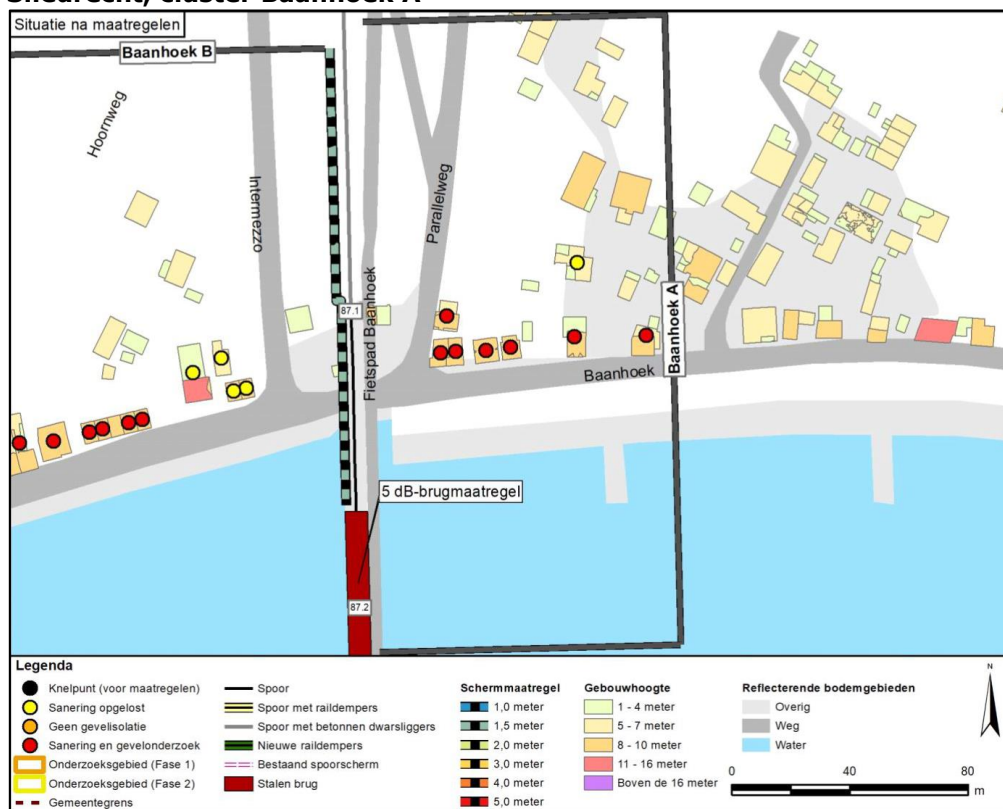 Sliedrecht, cluster Baanhoek A
Situatie na maatregelen
Baanhoek B
Hoornweg
Intermezzo
Parallelweg
87.1
Fietspad Baanhoek
Baanhoek A
Baanhoek
5 dB-brugmaatregel
87.2
Legenda
Knelpunt (voor maatregelen)
Sanering opgelost
Geen gevelisolatie
Sanering en gevelonderzoek
Onderzoeksgebied (Fase 1)
Onderzoeksgebied (Fase 2)
Gemeentegrens
Spoor
Spoor met raildempers
Spoor met betonnen dwarsliggers
Nieuwe raildempers
Bestaand spoorscherm
Stalen brug
Schermmaatregel
1,0 meter
1,5 meter
2,0 meter
3,0 meter
4,0 meter
5,0 meter
Gebouwhoogte
1 - 4 meter
5 - 7 meter
8 - 10 meter
11 - 16 meter
Boven de 16 meter
Reflecterende bodemgebieden
Overig
Weg
Water
N
0 40 80
m